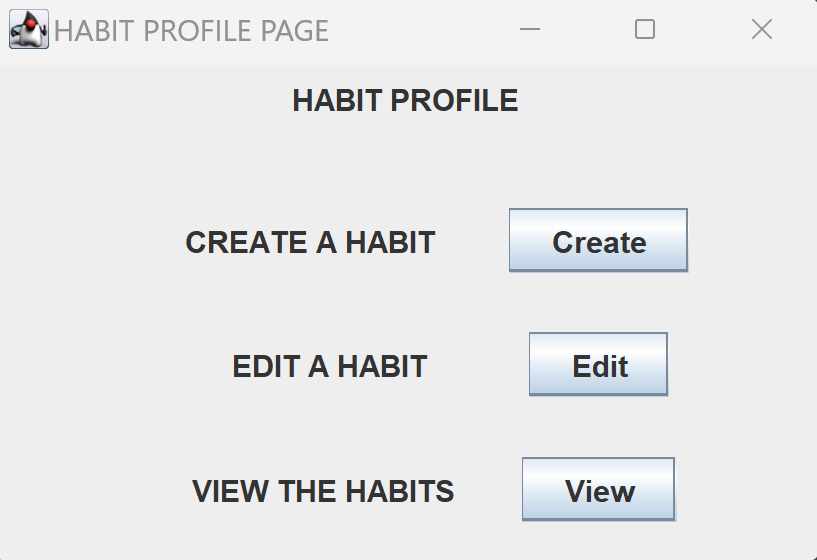 HABIT PROFILE PAGE
HABIT PROFILE
CREATE A HABIT Create
EDIT A HABIT Edit
VIEW THE HABITS View